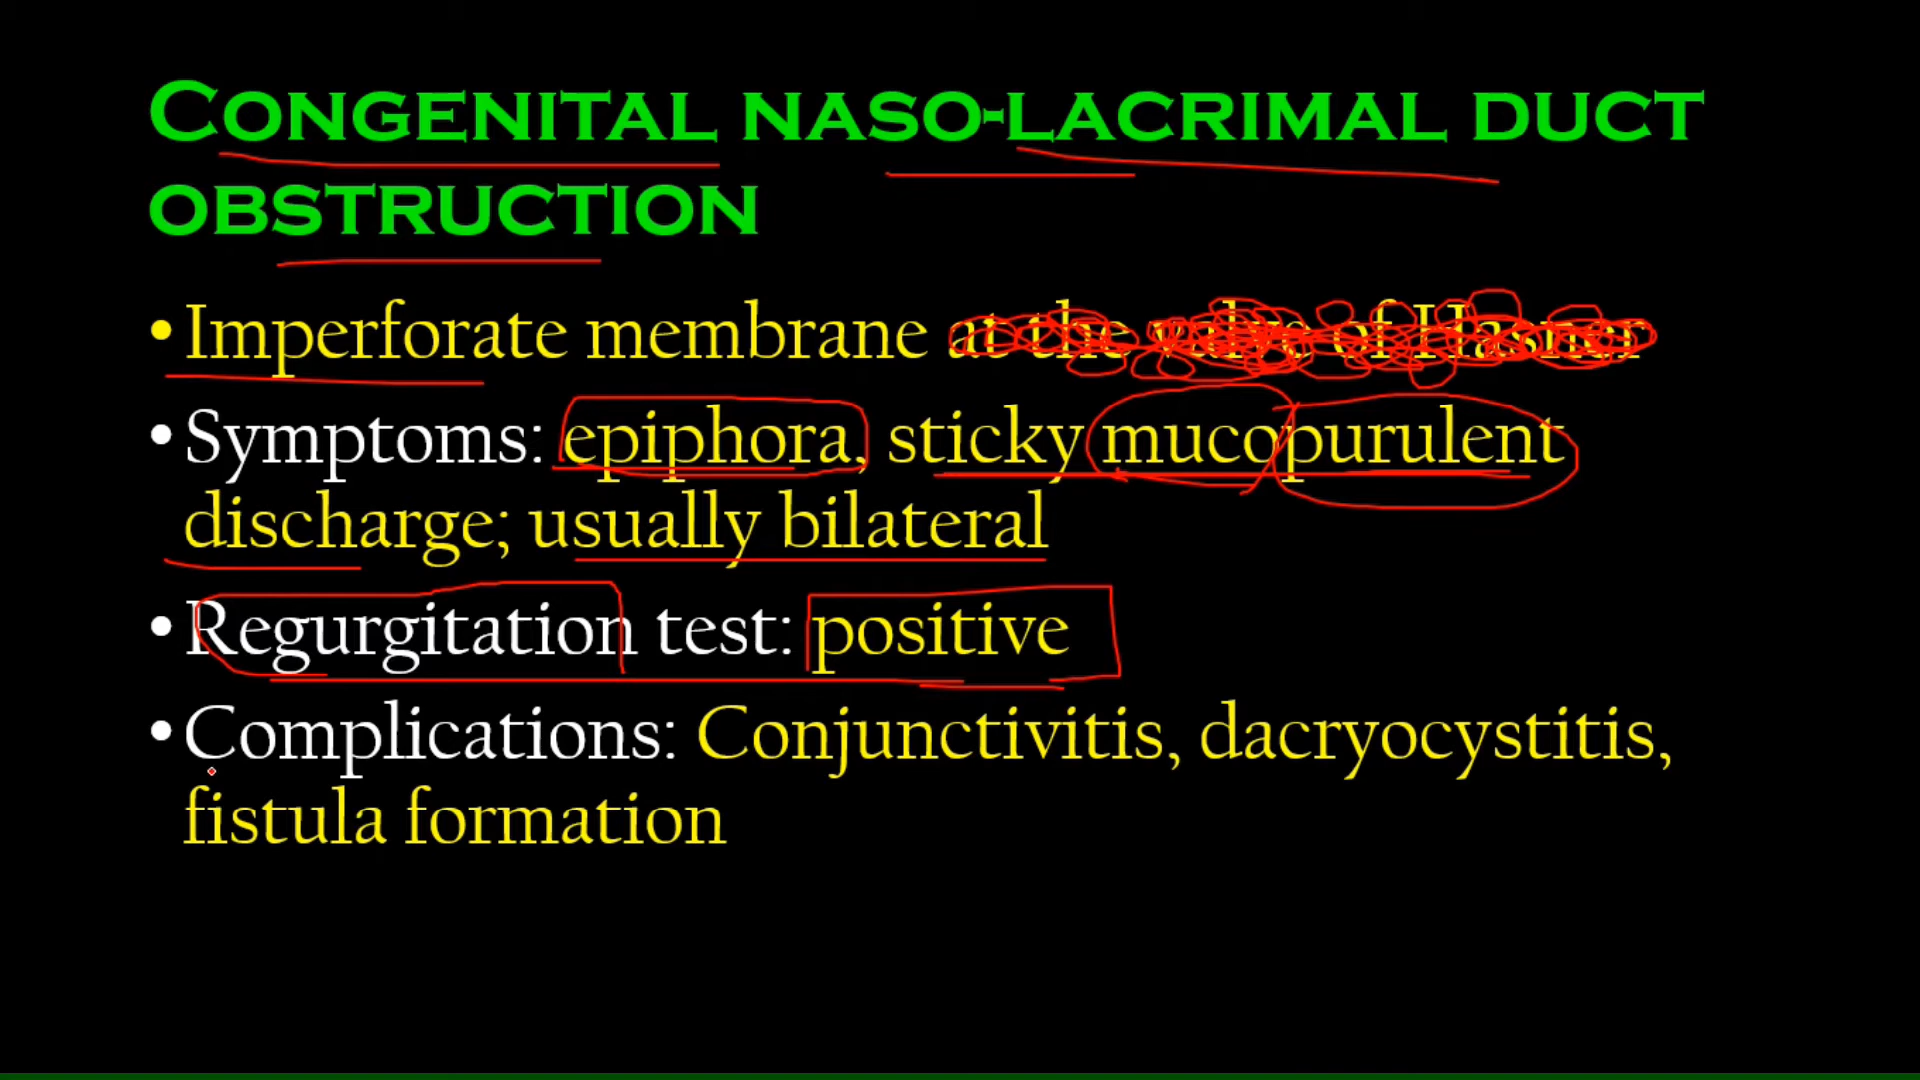 Congenital naso-lacrimal duct
obstruction
• Imperforate membrane at the valve of Hasner
• Symptoms: epiphora, sticky mucopurulent
discharge; usually bilateral
• Regurgitation test: positive
• Complications: Conjunctivitis, dacryocystitis,
fistula formation